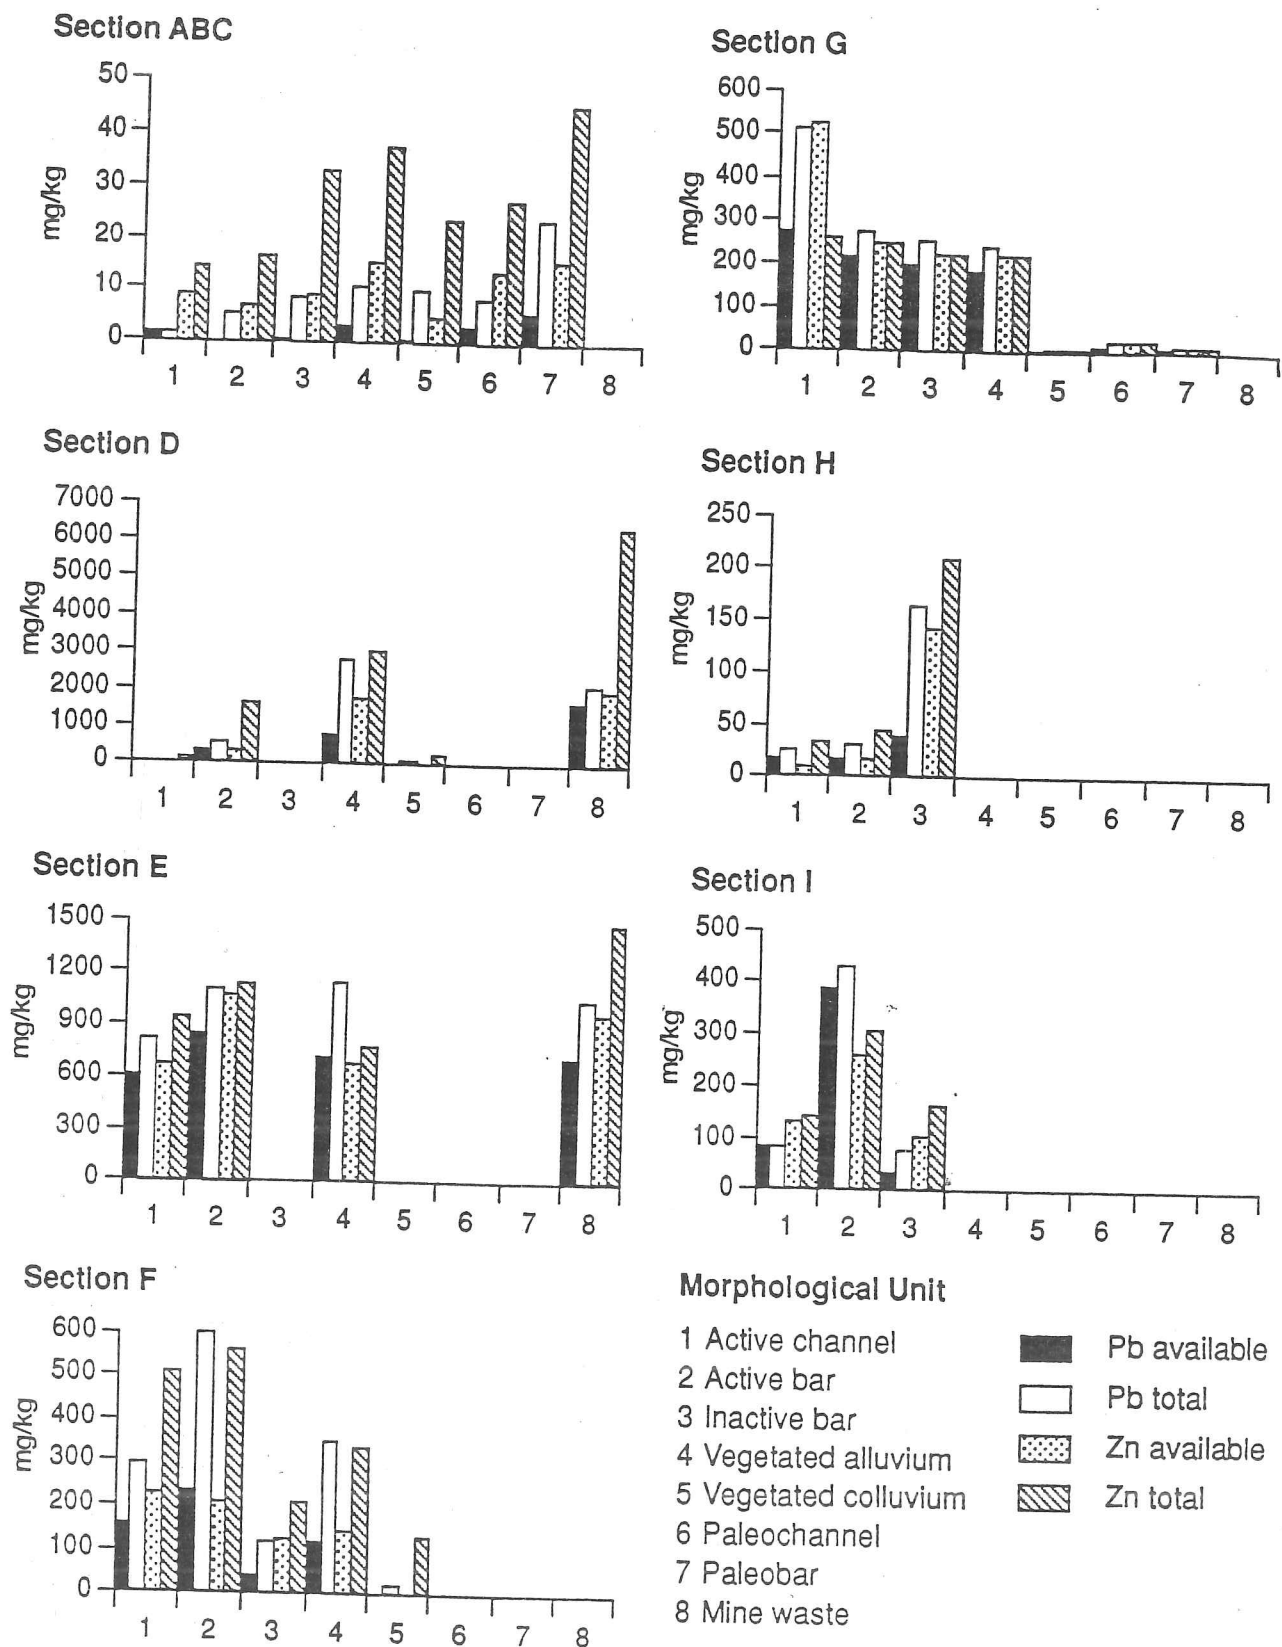 Section ABC
50
40
30
20
10
0
mg/kg
1 2 3 4 5 6 7 8
Section D
7000
6000
5000
4000
3000
2000
1000
0
mg/kg
1 2 3 4 5 6 7 8
Section E
1500
1200
900
600
300
0
mg/kg
1 2 3 4 5 6 7 8
Section F
600
500
400
300
200
100
0
mg/kg
1 2 3 4 5 6 7 8
Section G
600
500
400
300
200
100
0
mg/kg
1 2 3 4 5 6 7 8
Section H
250
200
150
100
50
0
mg/kg
1 2 3 4 5 6 7 8
Section I
500
400
300
200
100
0
mg/kg
1 2 3 4 5 6 7 8
Morphological Unit
1 Active channel
2 Active bar
3 Inactive bar
4 Vegetated alluvium
5 Vegetated colluvium
6 Paleochannel
7 Paleobar
8 Mine waste
Pb available
Pb total
Zn available
Zn total